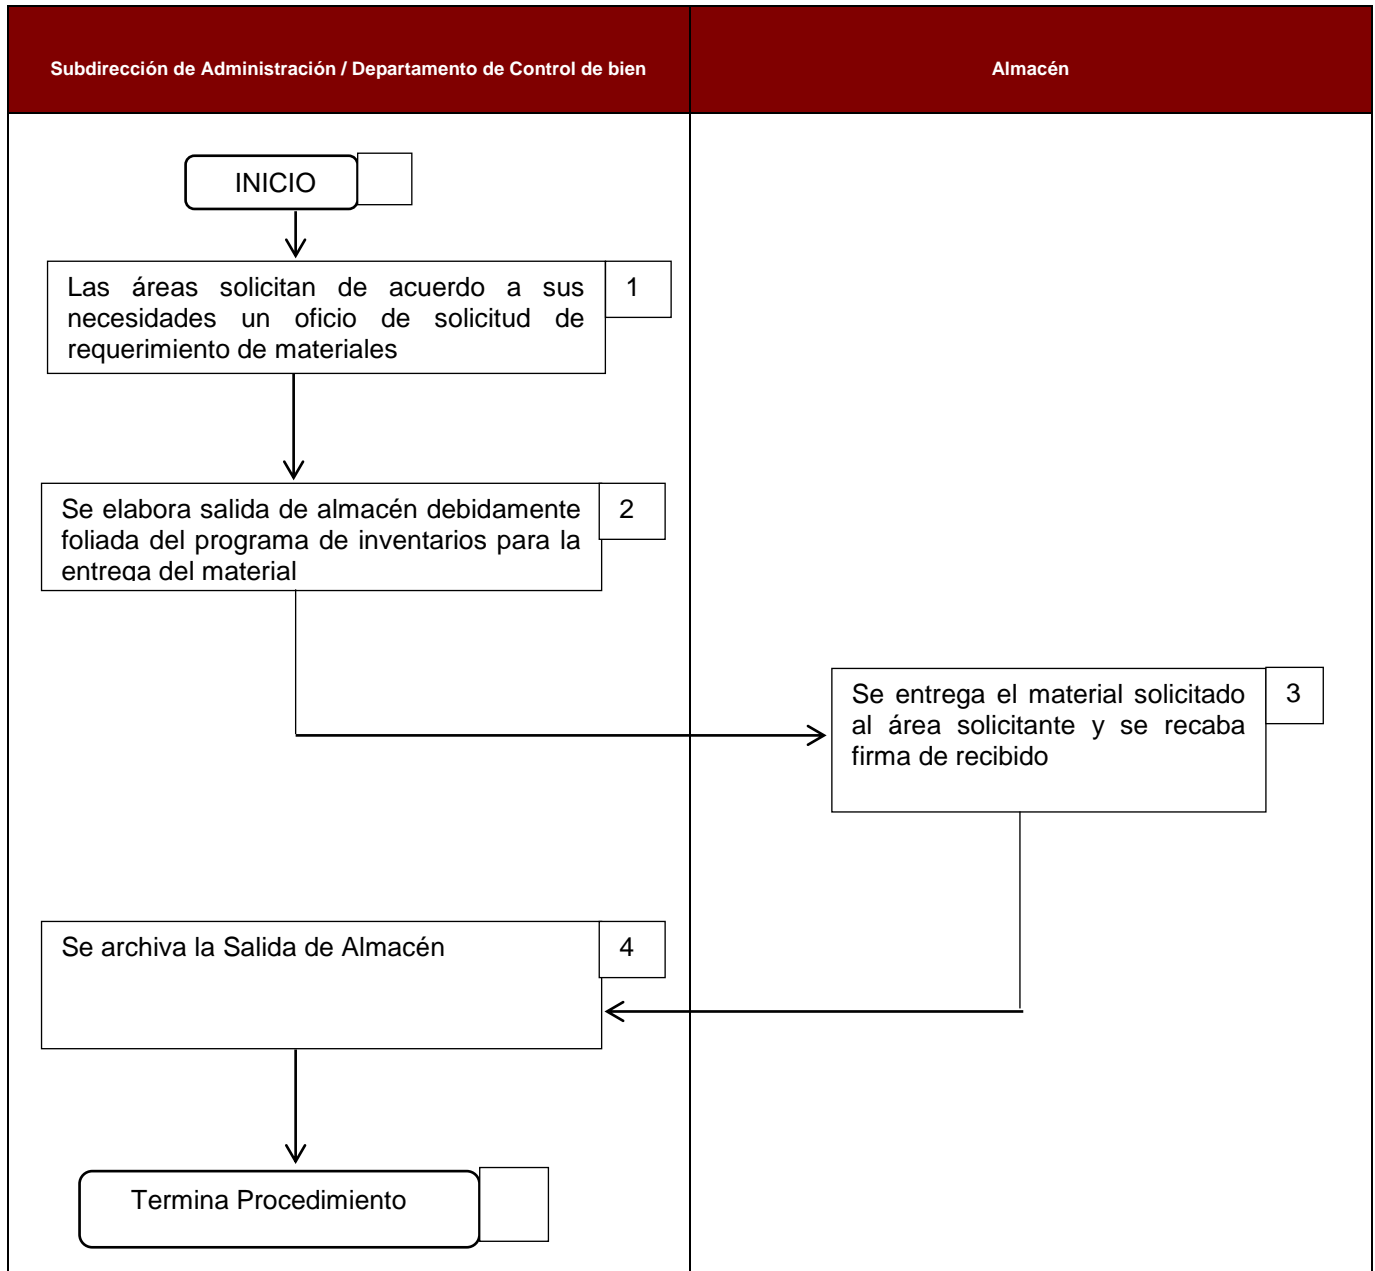 Subdirección de Administración / Departamento de Control de bien
Almacén
INICIO
Las áreas solicitan de acuerdo a sus
necesidades un oficio de solicitud de
requerimiento de materiales
1
Se elabora salida de almacén debidamente
foliada del programa de inventarios para la
entrega del material
2
Se entrega el material solicitado
al área solicitante y se recaba
firma de recibido
3
Se archiva la Salida de Almacén
4
Termina Procedimiento